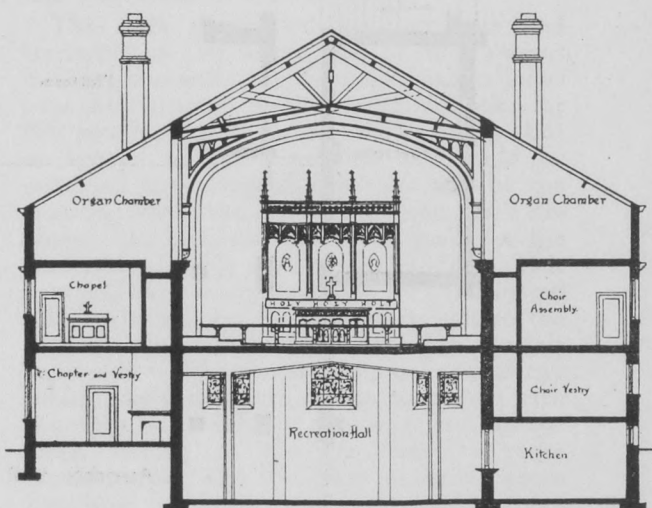 Organ Chamber
Organ Chamber
Chapel
HOLY HOLY HOLY
Choir
Assembly.
Chapter and Vestry
Choir Vestry
Recreation Hall
Kitchen